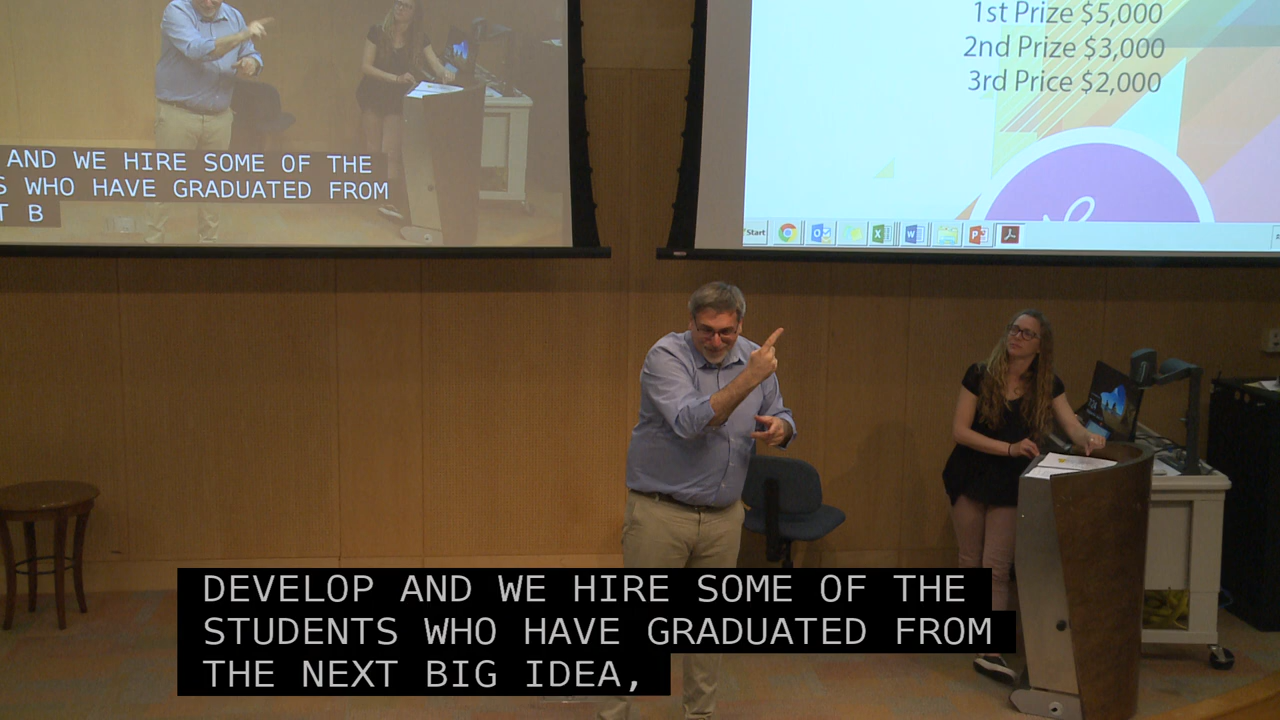 1st Prize $5,000
2nd Prize $3,000
3rd Price $2,000
AND WE HIRE SOME OF THE
S WHO HAVE GRADUATED FROM
T B
Start
DEVELOP AND WE HIRE SOME OF THE
STUDENTS WHO HAVE GRADUATED FROM
THE NEXT BIG IDEA,